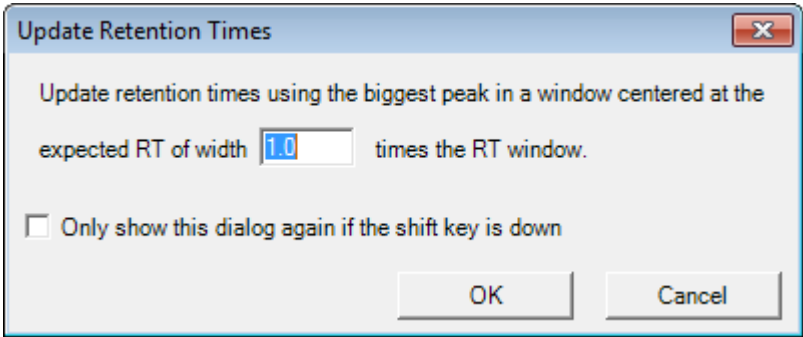 Update Retention Times
Update retention times using the biggest peak in a window centered at the
expected RT of width 1.0 times the RT window.
Only show this dialog again if the shift key is down
OK Cancel